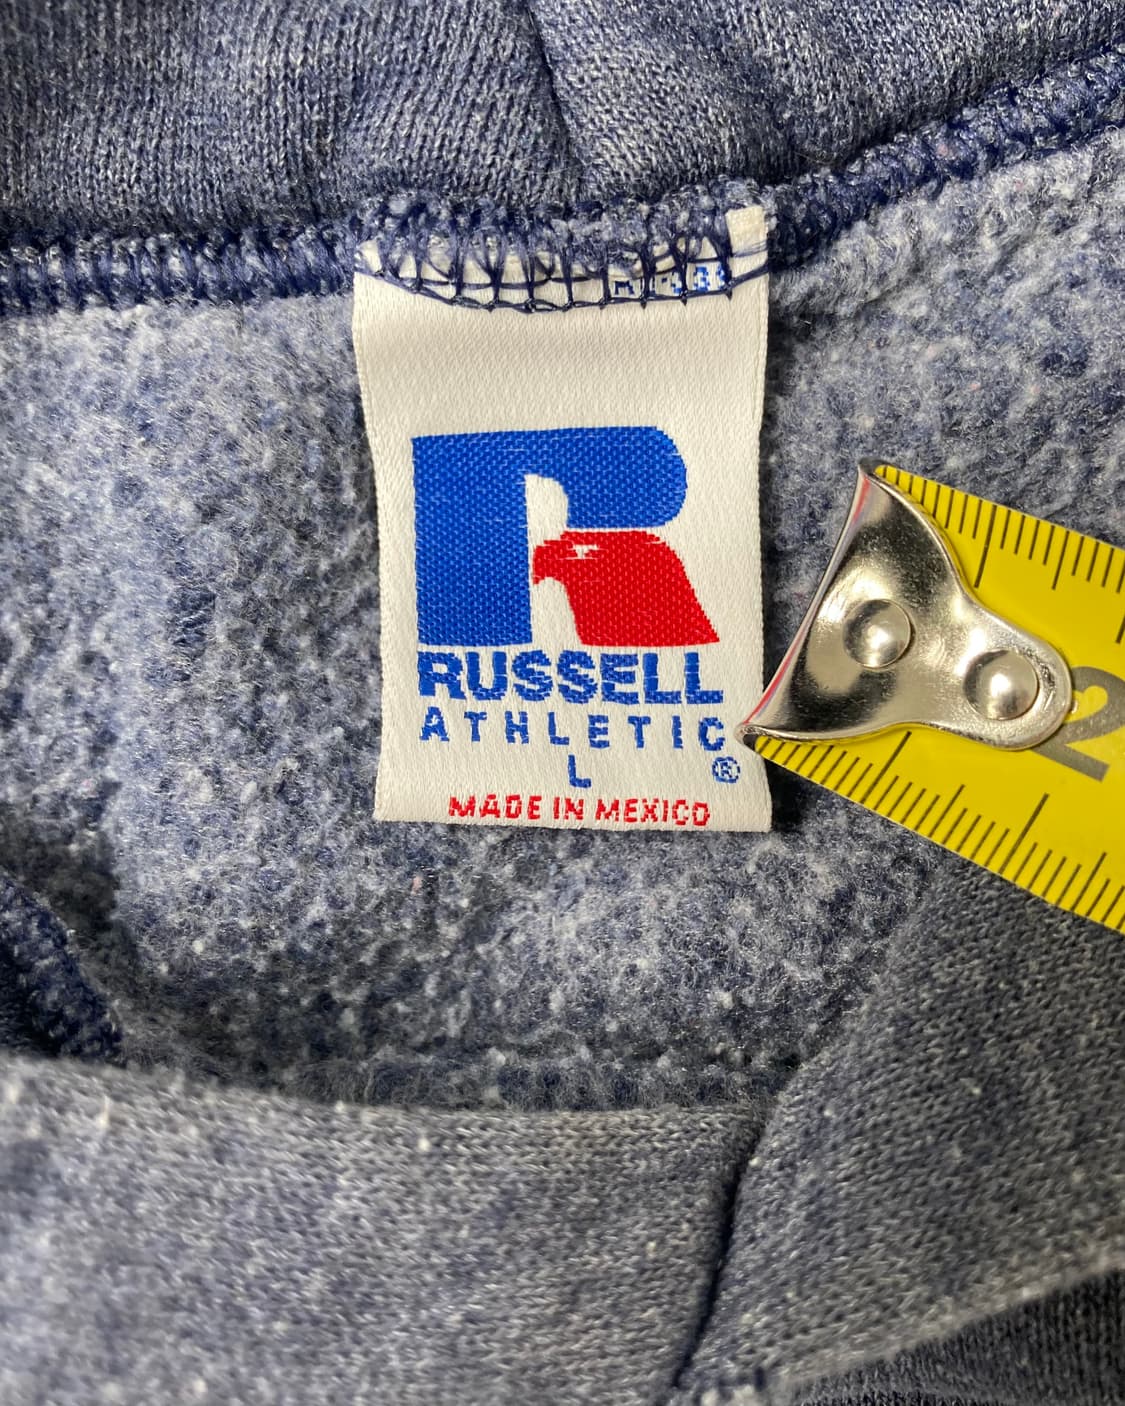 RUSSELL
ATHLETIC
L ®
MADE IN MEXICO
2